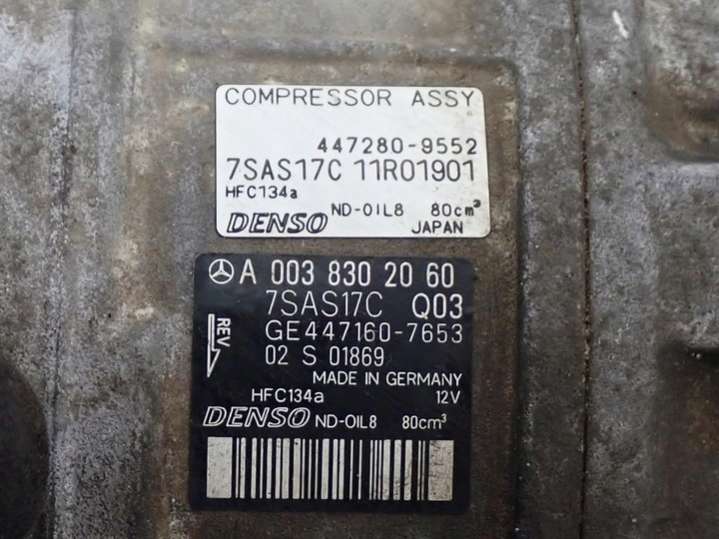 COMPRESSOR ASSY
447280-9552
7SAS17C 11R01901
HFC134a
DENSO ND-OIL8 80cm³
JAPAN
A 003 830 20 60
7SAS17C Q03
GE447160-7653
02 S 01869
REV
MADE IN GERMANY
HFC134a 12V
DENSO ND-OIL8 80cm³